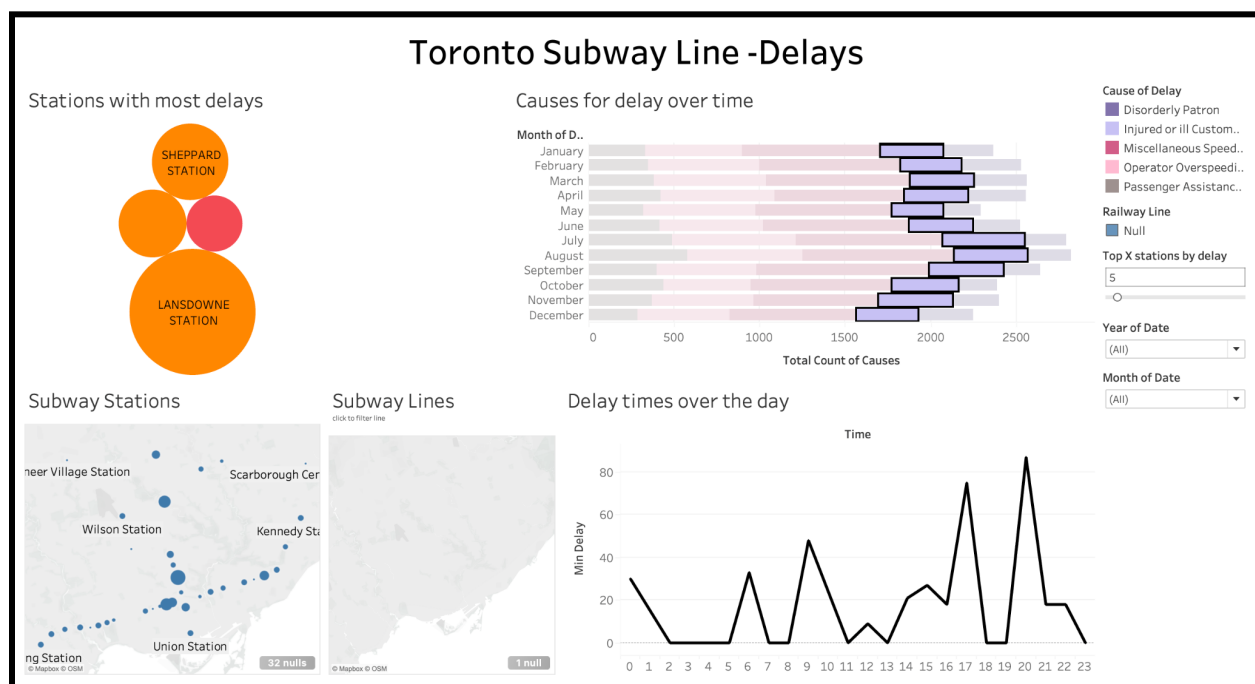 Toronto Subway Line -Delays
Stations with most delays
SHEPPARD
STATION
LANSDOWNE
STATION
Causes for delay over time
Month of D..
January
February
March
April
May
June
July
August
September
October
November
December
0 500 1000 1500 2000 2500
Total Count of Causes
Cause of Delay
Disorderly Patron
Injured or ill Custom..
Miscellaneous Speed..
Operator Overspeedi..
Passenger Assistanc..
Railway Line
Null
Top X stations by delay
5
Year of Date
(All)
Month of Date
(All)
Subway Stations
neer Village Station
Scarborough Cer
Wilson Station
Kennedy Sta
Union Station
ng Station
© Mapbox © OSM
32 nulls
Subway Lines
click to filter line
© Mapbox © OSM
1 null
Delay times over the day
Time
Min Delay
80
60
40
20
0
0 1 2 3 4 5 6 7 8 9 10 11 12 13 14 15 16 17 18 19 20 21 22 23